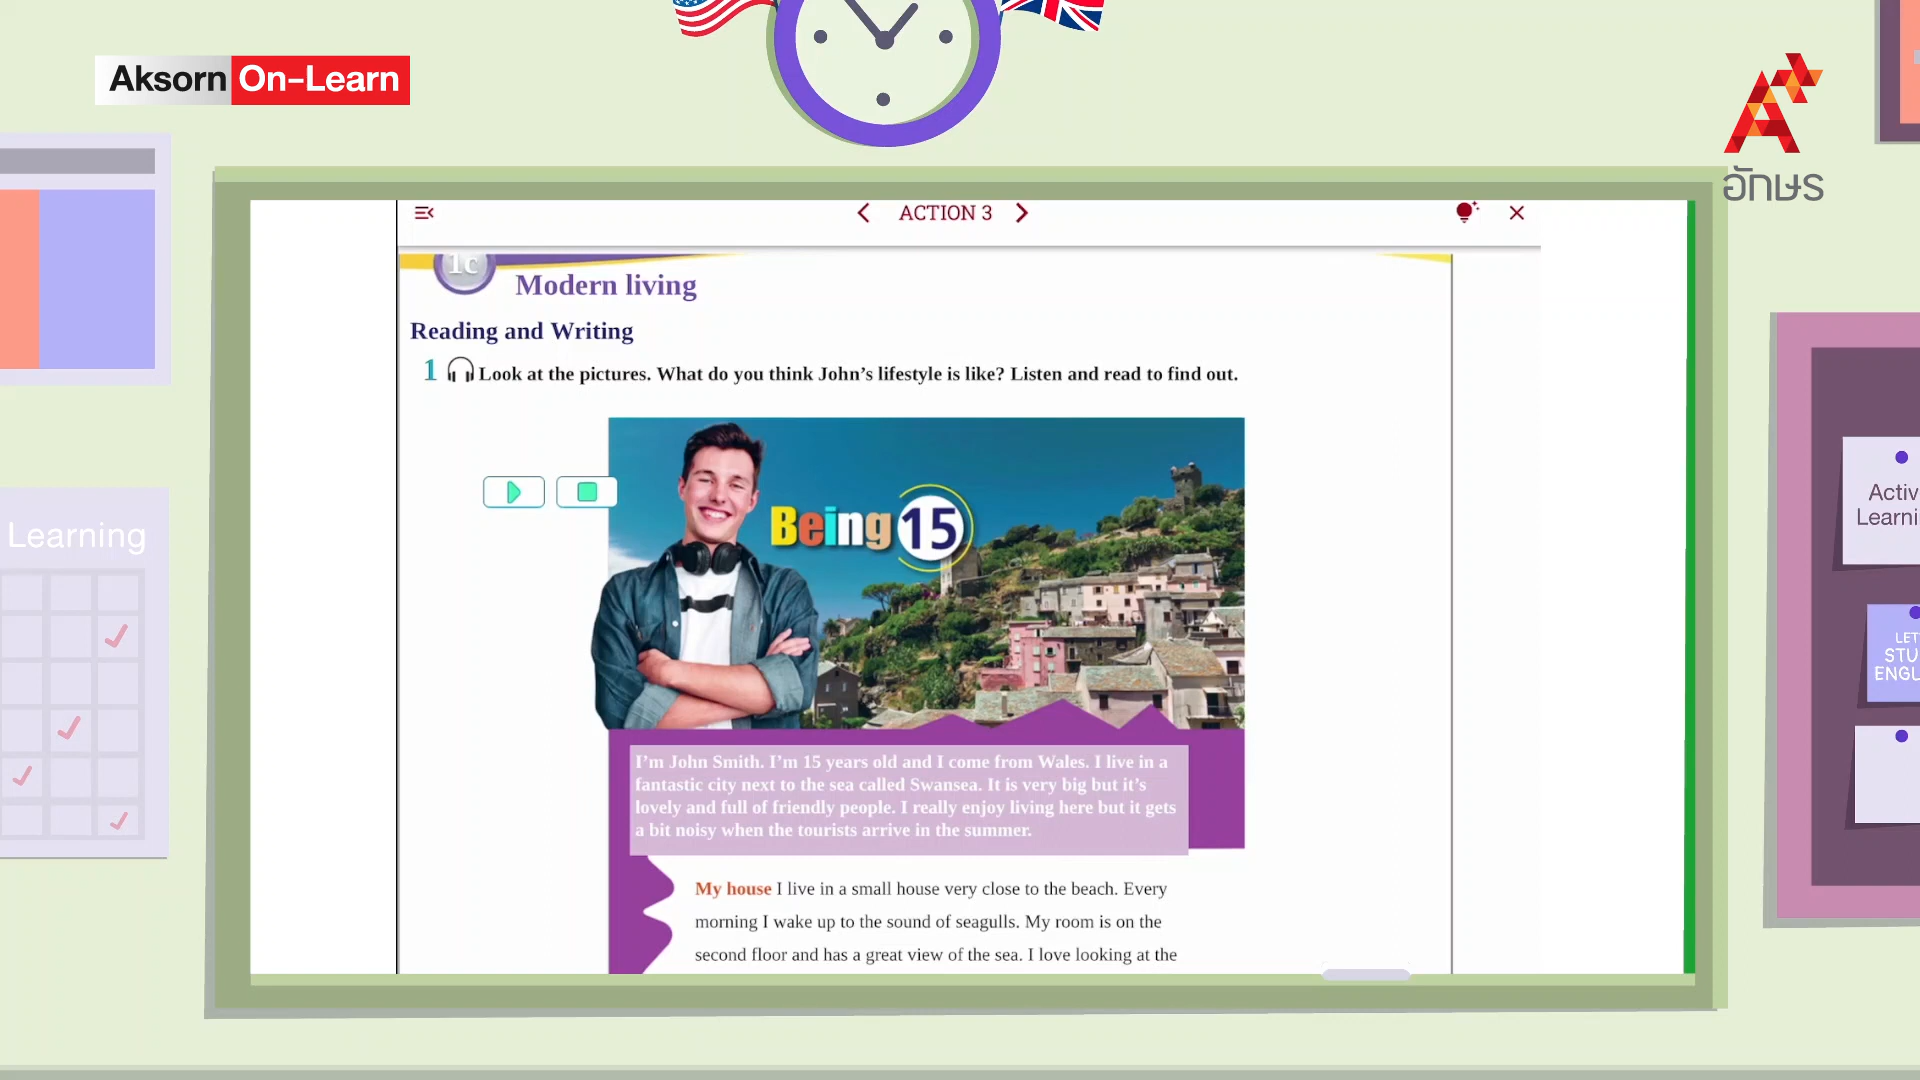 Aksorn On-Learn
อักษร
ACTION 3
1c
Modern living
Reading and Writing
1 Look at the pictures. What do you think John’s lifestyle is like? Listen and read to find out.
Being 15
I’m John Smith. I’m 15 years old and I come from Wales. I live in a
fantastic city next to the sea called Swansea. It is very big but it’s
lovely and full of friendly people. I really enjoy living here but it gets
a bit noisy when the tourists arrive in the summer.
My house I live in a small house very close to the beach. Every
morning I wake up to the sound of seagulls. My room is on the
second floor and has a great view of the sea. I love looking at the
Learning
Activ
Learni
LET
STU
ENGL